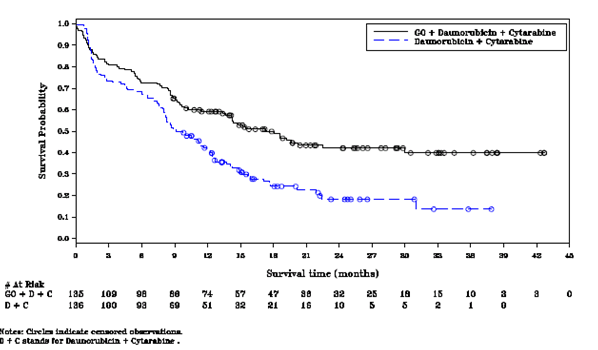 GO + Daunorubicin + Cytarabine
Daunorubicin + Cytarabine
Survival Probability
1.0
0.9
0.8
0.7
0.6
0.5
0.4
0.3
0.2
0.1
0.0
0 3 6 9 12 15 18 21 24 27 30 33 36 39 42 45
Survival time (months)
# At Risk
GO + D + C 135 109 98 86 74 57 47 38 32 25 18 15 10 3 3 0
D + C 136 100 93 69 51 32 21 16 10 5 5 2 1 0
Notes: Circles indicate censored observations.
D + C stands for Daunorubicin + Cytarabine .